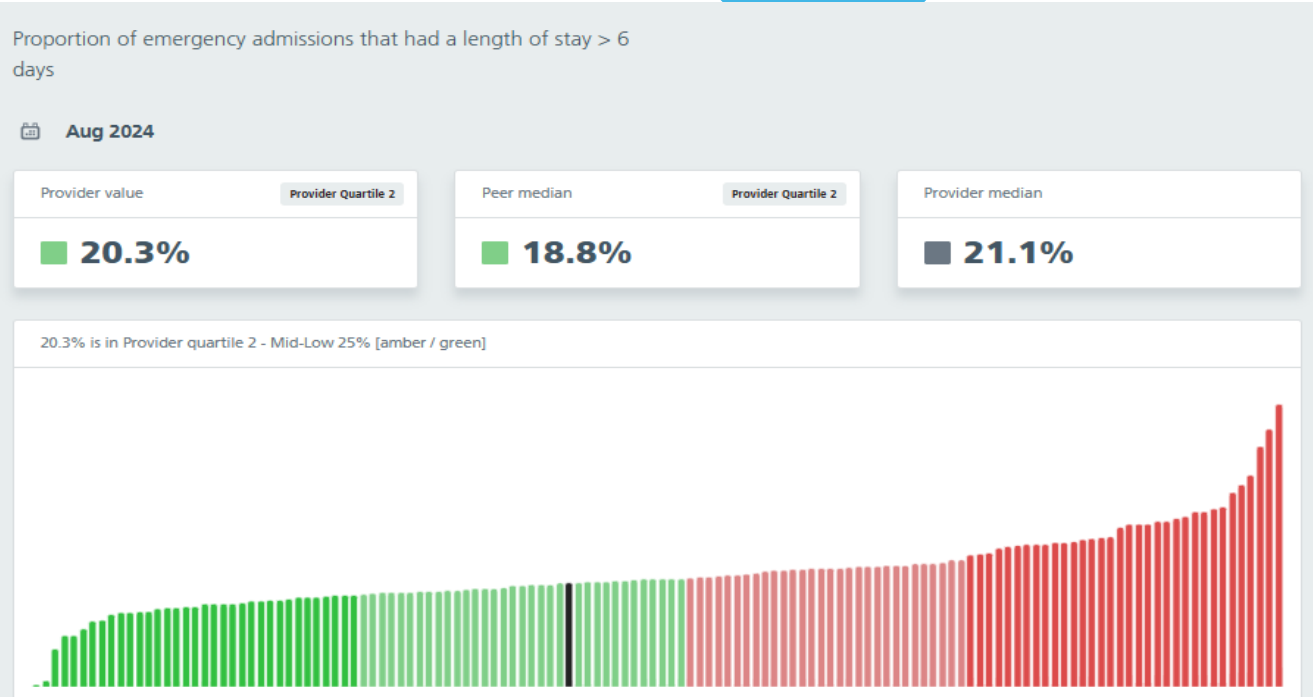 Proportion of emergency admissions that had a length of stay > 6
days
Aug 2024
Provider value
Provider Quartile 2
20.3%
Peer median
Provider Quartile 2
18.8%
Provider median
21.1%
20.3% is in Provider quartile 2 - Mid-Low 25% [amber / green]